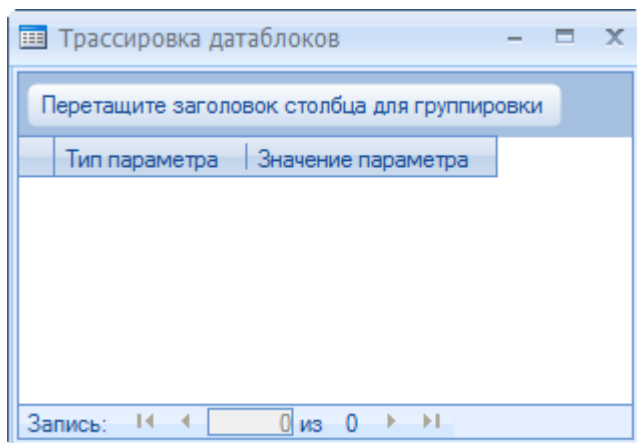 Трассировка датаблоков
Перетащите заголовок столбца для группировки
Тип параметра Значение параметра
Запись: 0 из 0